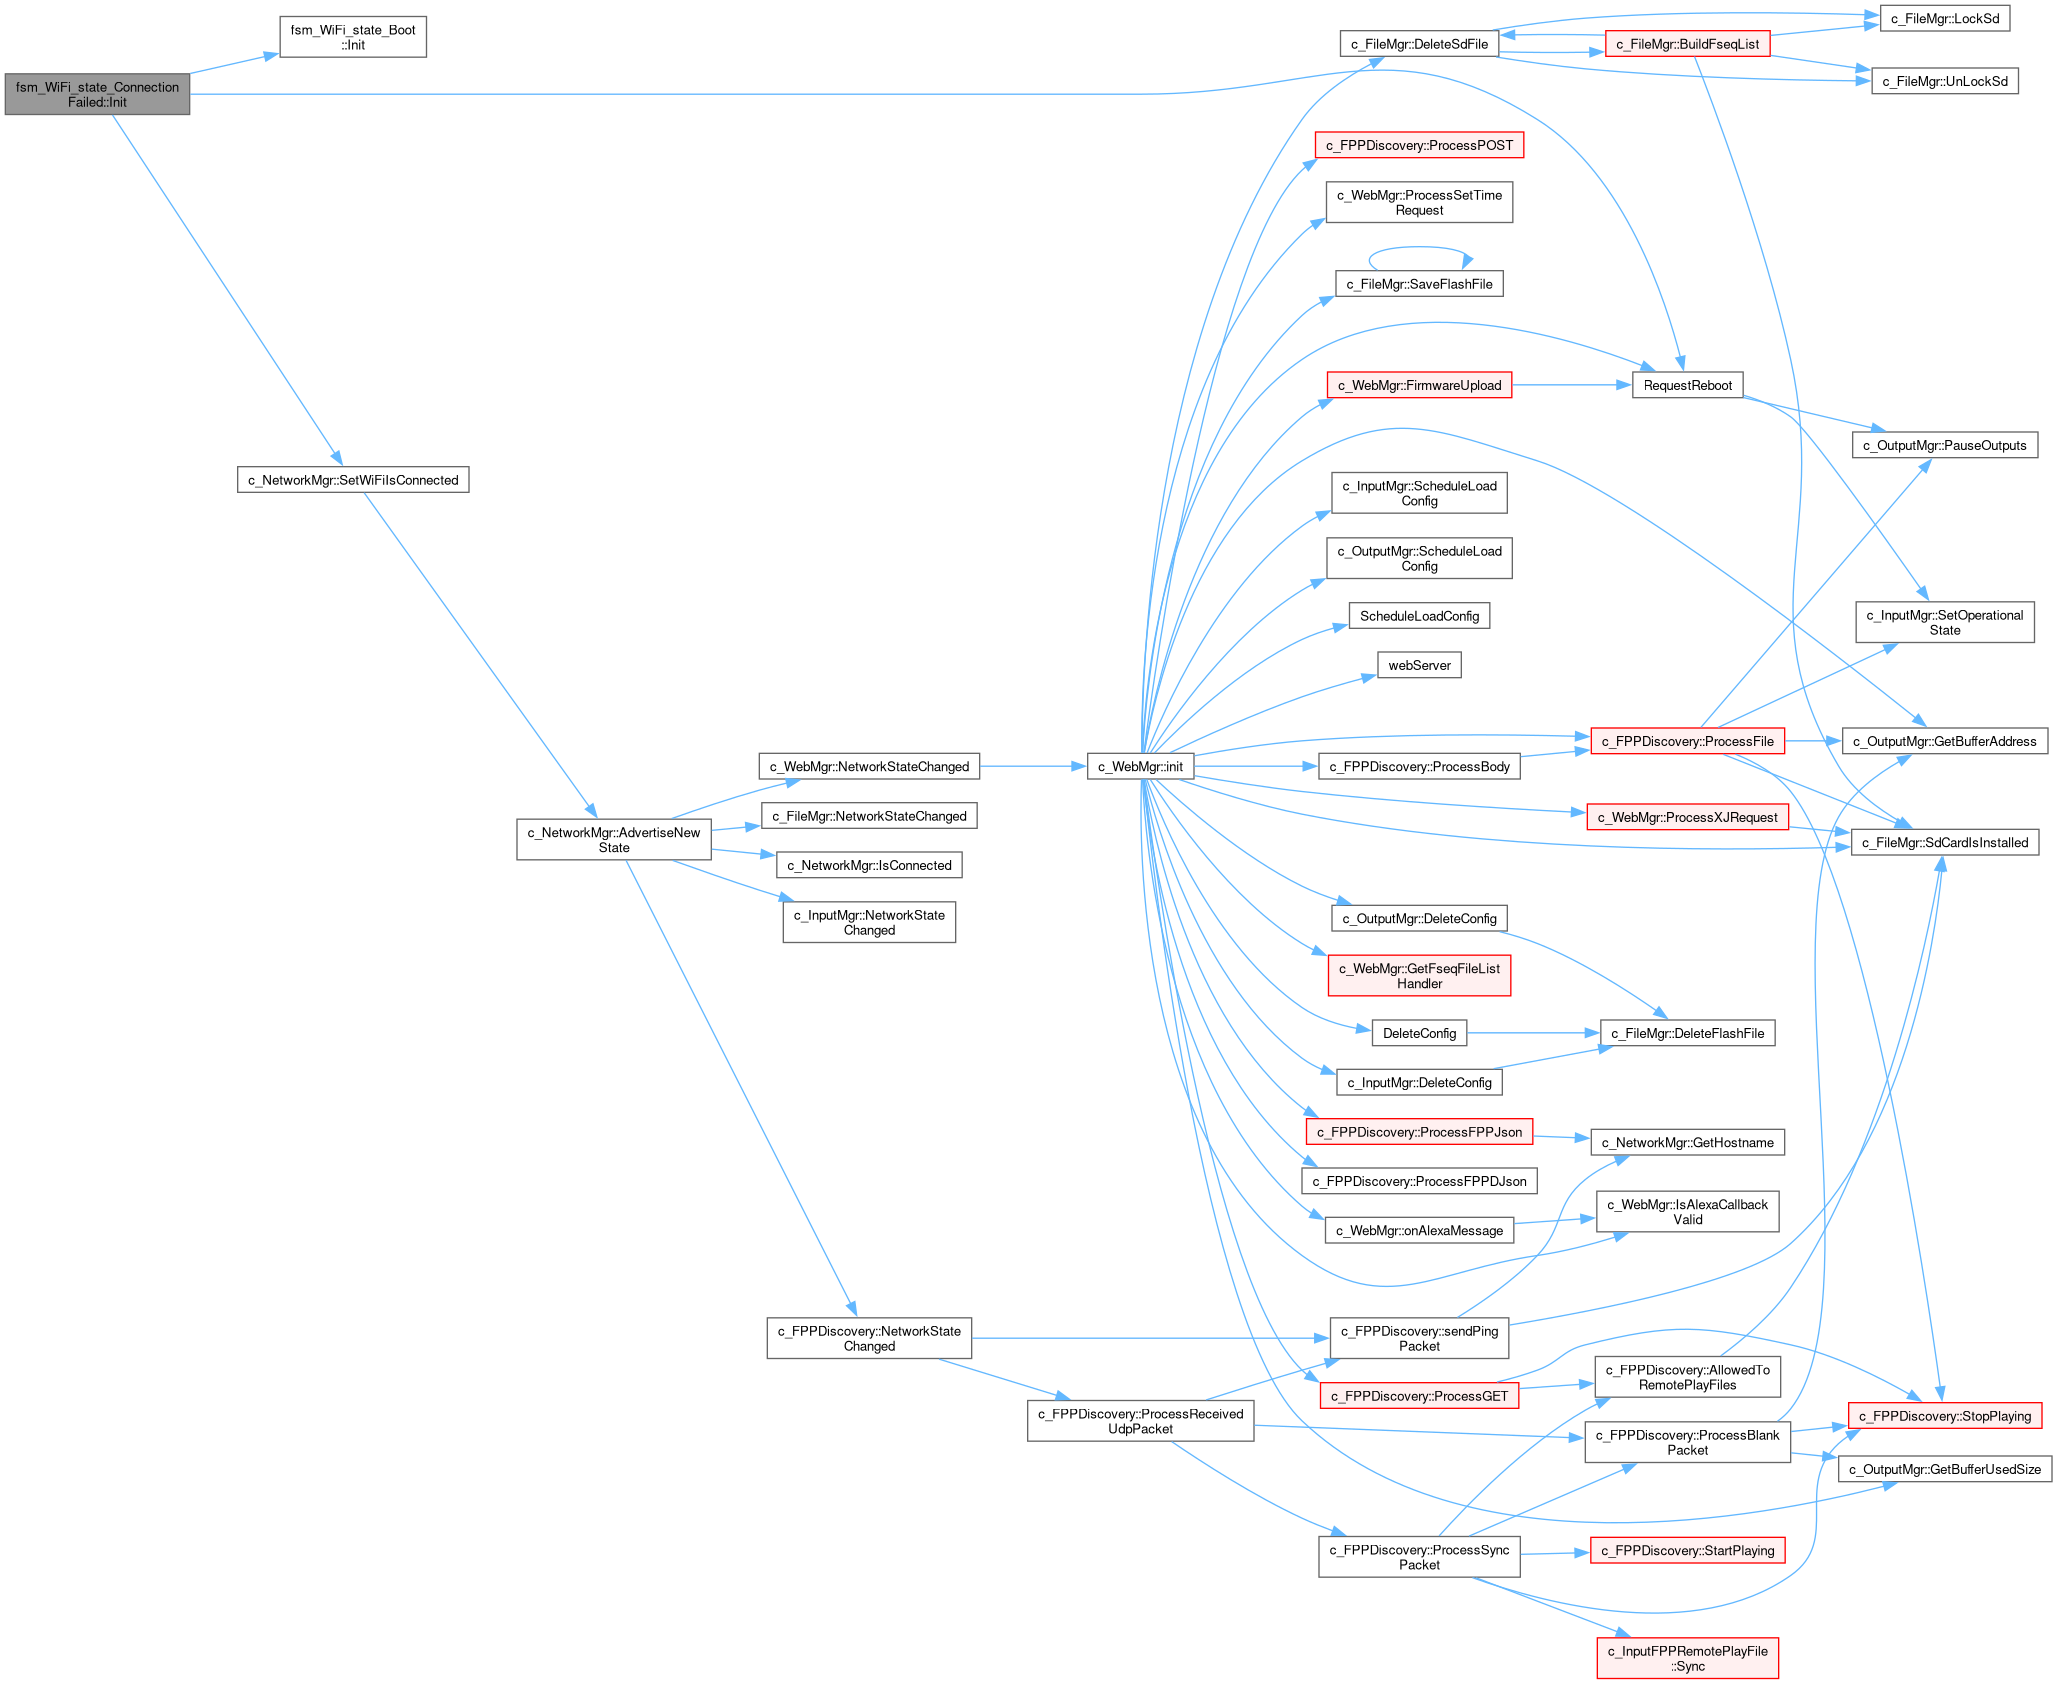 fsm_WiFi_state_Connection
Failed::Init
fsm_WiFi_state_Boot
::Init
c_NetworkMgr::SetWiFiIsConnected
c_NetworkMgr::AdvertiseNew
State
c_WebMgr::NetworkStateChanged
c_FileMgr::NetworkStateChanged
c_NetworkMgr::IsConnected
c_InputMgr::NetworkState
Changed
c_FPPDiscovery::NetworkState
Changed
c_WebMgr::init
c_FPPDiscovery::ProcessReceived
UdpPacket
c_FileMgr::DeleteSdFile
c_FPPDiscovery::ProcessPOST
c_WebMgr::ProcessSetTime
Request
c_FileMgr::SaveFlashFile
c_WebMgr::FirmwareUpload
c_InputMgr::ScheduleLoad
Config
c_OutputMgr::ScheduleLoad
Config
ScheduleLoadConfig
webServer
c_FPPDiscovery::ProcessBody
c_OutputMgr::DeleteConfig
c_WebMgr::GetFseqFileList
Handler
DeleteConfig
c_InputMgr::DeleteConfig
c_FPPDiscovery::ProcessFPPJson
c_FPPDiscovery::ProcessFPPDJson
c_WebMgr::onAlexaMessage
c_FPPDiscovery::sendPing
Packet
c_FPPDiscovery::ProcessGET
c_FPPDiscovery::ProcessSync
Packet
c_FileMgr::BuildFseqList
RequestReboot
c_FPPDiscovery::ProcessFile
c_WebMgr::ProcessXJRequest
c_FileMgr::DeleteFlashFile
c_NetworkMgr::GetHostname
c_WebMgr::IsAlexaCallback
Valid
c_FPPDiscovery::AllowedTo
RemotePlayFiles
c_FPPDiscovery::ProcessBlank
Packet
c_FPPDiscovery::StartPlaying
c_InputFPPRemotePlayFile
::Sync
c_FileMgr::LockSd
c_FileMgr::UnLockSd
c_OutputMgr::PauseOutputs
c_InputMgr::SetOperational
State
c_OutputMgr::GetBufferAddress
c_FileMgr::SdCardIsInstalled
c_FPPDiscovery::StopPlaying
c_OutputMgr::GetBufferUsedSize